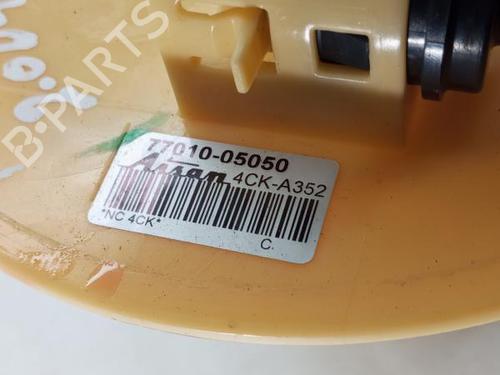 B-PARTS
77010-05050
Aisan 4CK-A352
*NC 4CK* C.